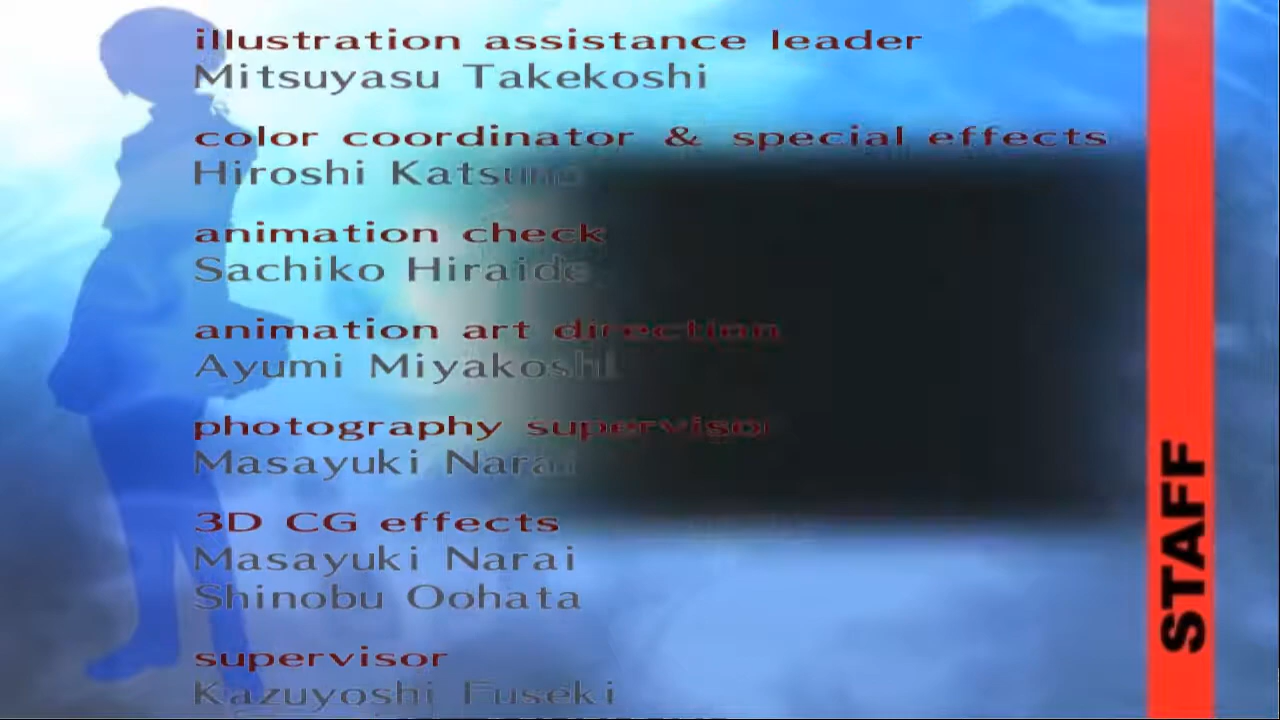 illustration assistance leader
Mitsuyasu Takekoshi
color coordinator & special effects
Hiroshi
animation check
Sachiko Hiraide
animation art direction
Ayumi Miyakoshi
photography supervisor
Masayuki Narai
3D CG effects
Masayuki Narai
Shinobu Oohata
supervisor
Kazuyoshi Fuseki
STAFF